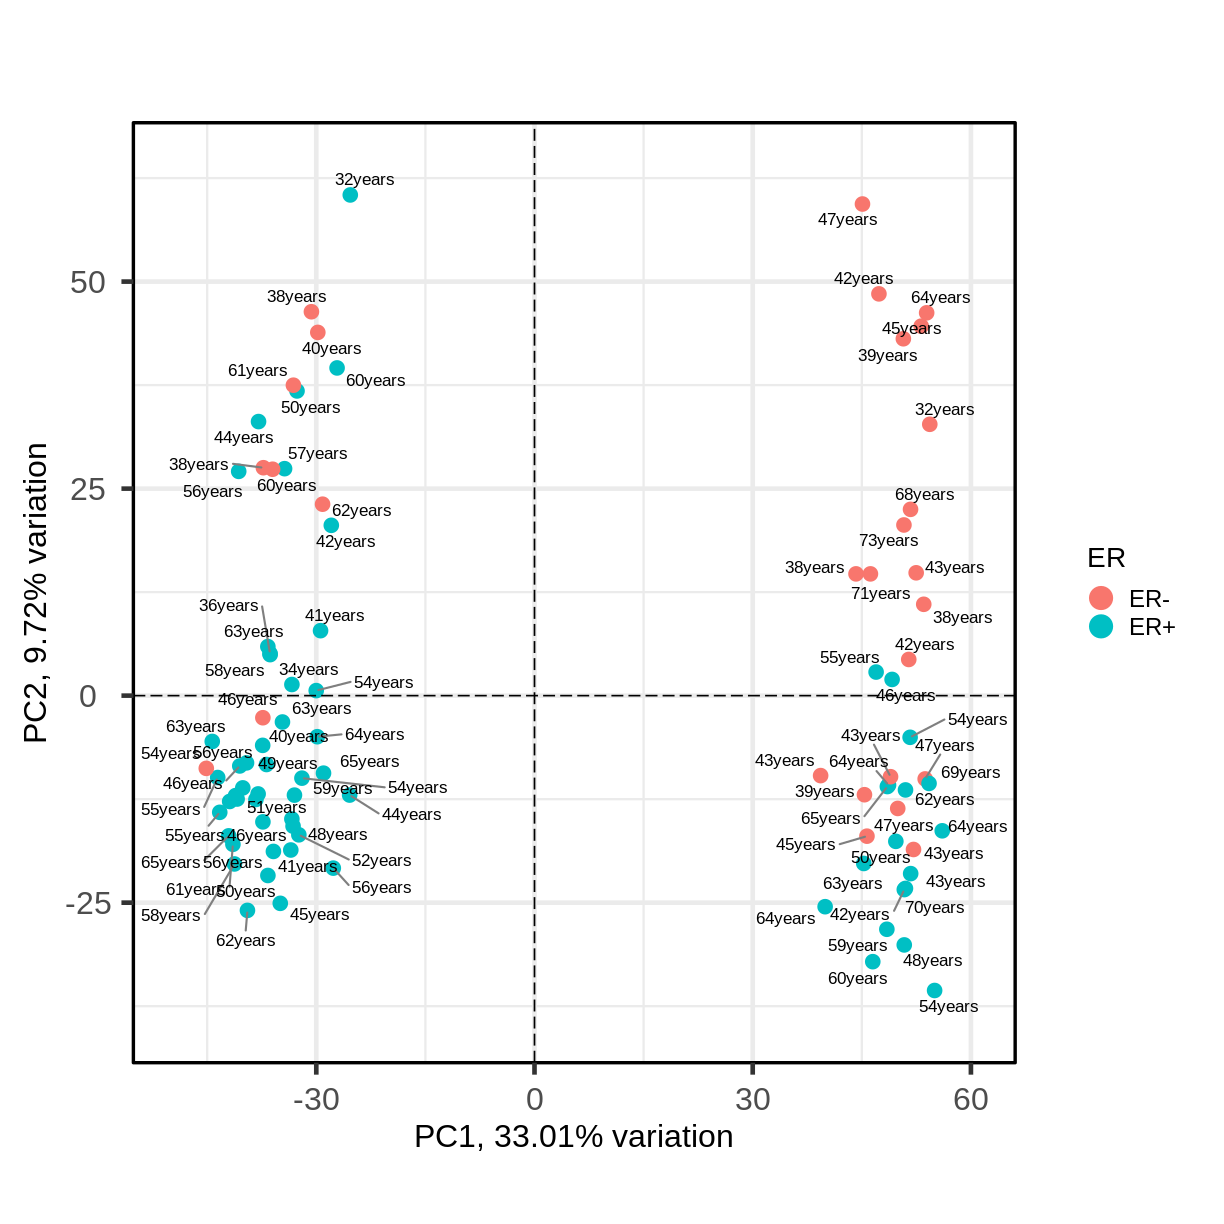 32years
47years
42years
50
38years
64years
45years
40years
39years
61years
60years
50years
32years
44years
57years
38years
60years
56years
25
68years
62years
42years
73years
38years
43years
71years
36years
41years
38years
63years
42years
58years
34years
55years
54years
0
46years
46years
63years
54years
63years
40years
64years
43years
47years
54years
56years
49years
65years
43years
64years
69years
46years
59years
54years
39years
62years
55years
51years
44years
65years
47years
64years
55years
46years
48years
45years
50years
43years
65years
56years
41years
52years
61years
50years
56years
63years
43years
-25
58years
45years
64years
42years
70years
62years
59years
48years
60years
54years
-30
0
30
60
PC1, 33.01% variation
PC2, 9.72% variation
ER
ER-
ER+